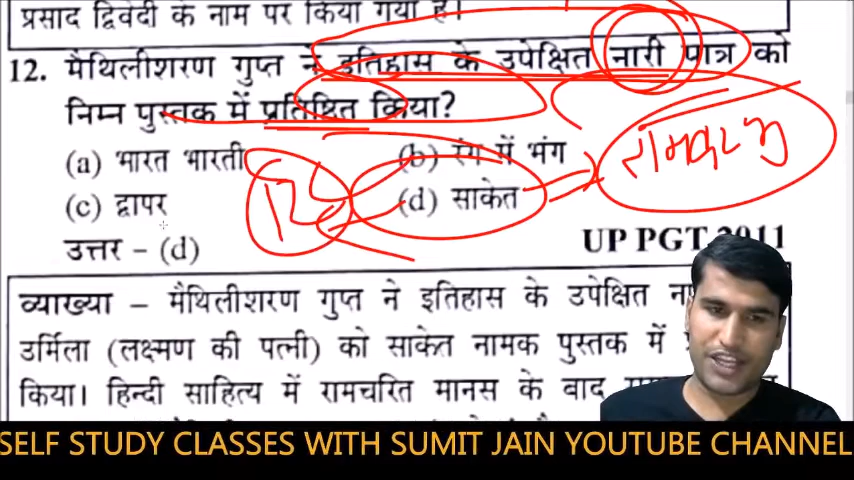 प्रसाद द्विवेदी के नाम पर किया गया है।
12. मैथिलीशरण गुप्त ने इतिहास के उपेक्षित नारी पात्र को
निम्न पुस्तक में प्रतिष्ठित किया?
(a) भारत भारती (b) रंग में भंग
(c) द्वापर (d) साकेत
उत्तर – (d) UP PGT 2011
व्याख्या – मैथिलीशरण गुप्त ने इतिहास के उपेक्षित
उर्मिला (लक्ष्मण की पत्नी) को साकेत नामक पुस्तक में
किया। हिन्दी साहित्य में रामचरित मानस के बाद
SELF STUDY CLASSES WITH SUMIT JAIN YOUTUBE CHANNEL